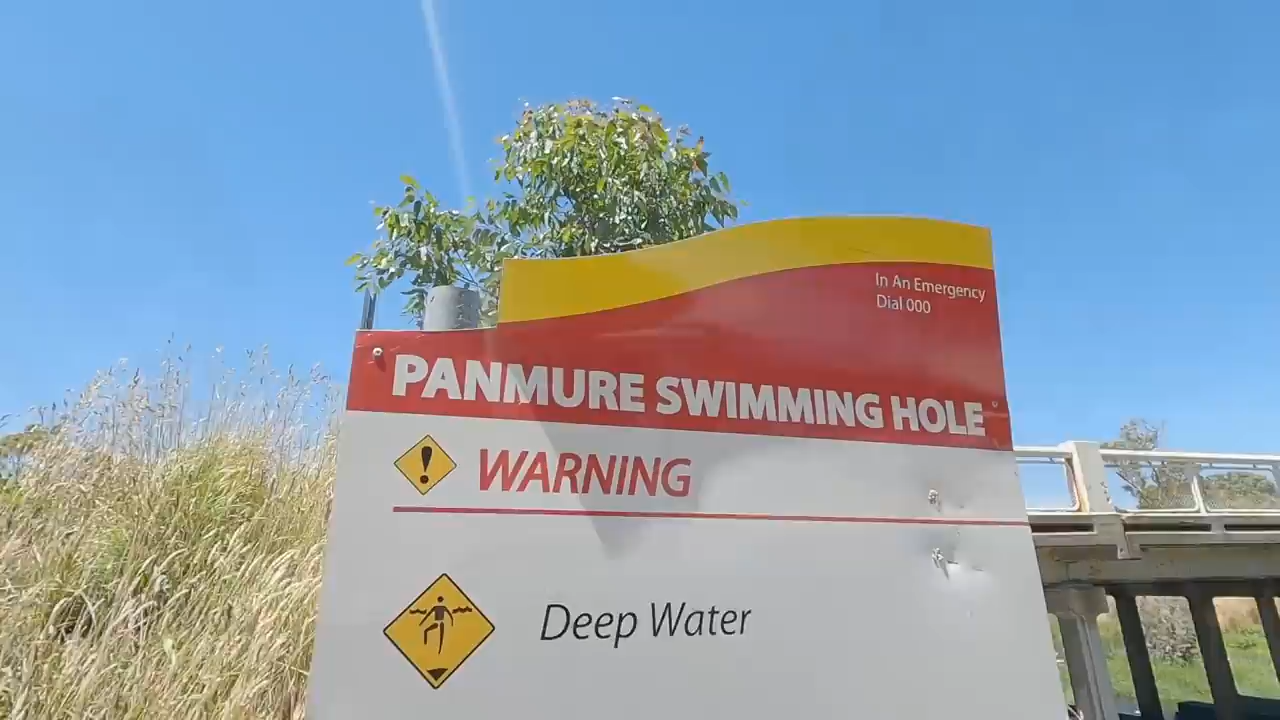 In An Emergency
Dial 000
PANMURE SWIMMING HOLE
WARNING
Deep Water